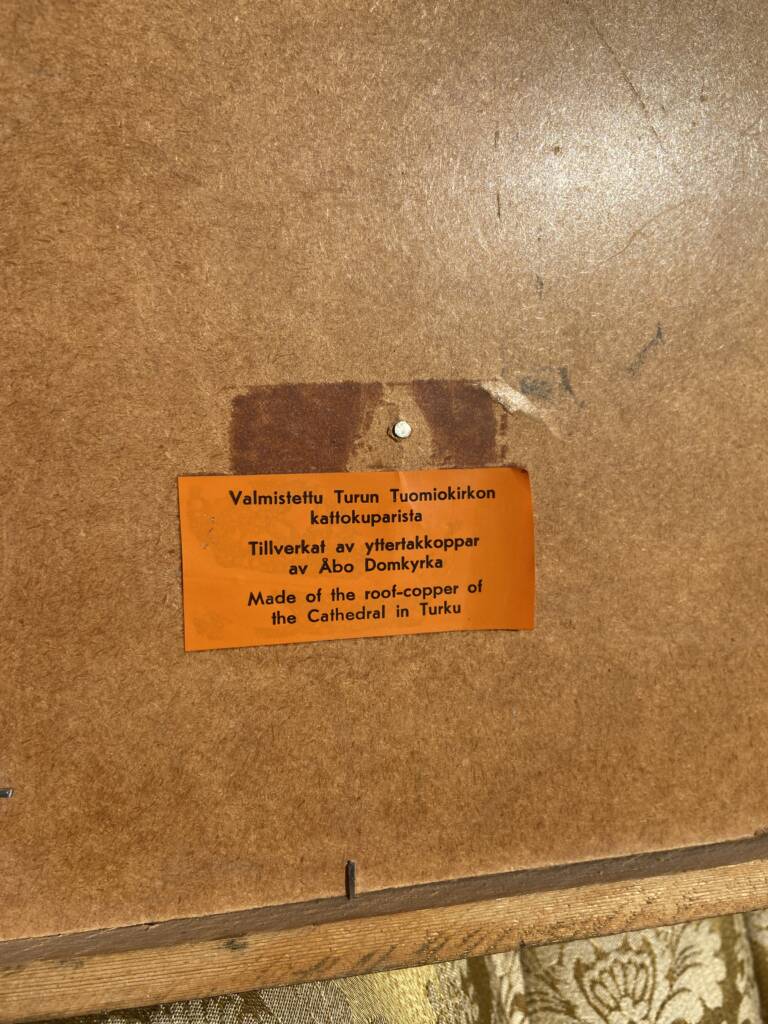 Valmistettu Turun Tuomiokirkon
kattokuparista
Tillverkat av yttertakkoppar
av Åbo Domkyrka
Made of the roof-copper of
the Cathedral in Turku